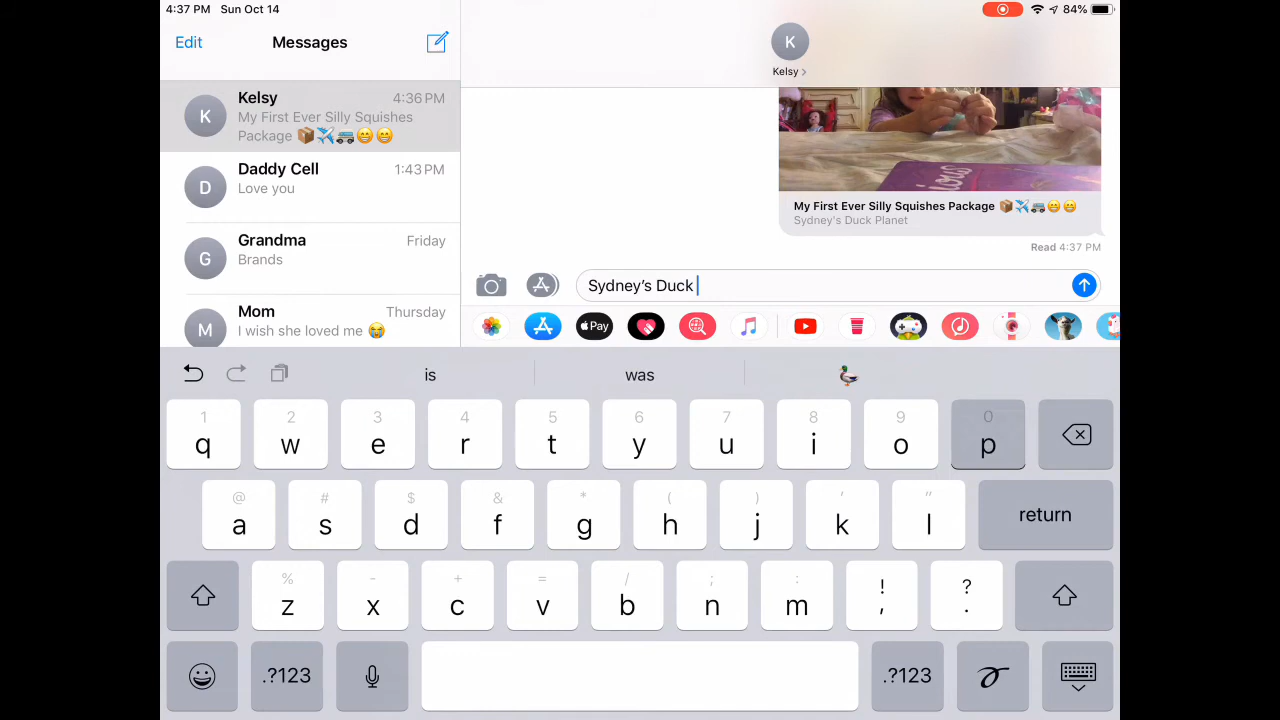 4:37 PM Sun Oct 14
84%
Edit
Messages
K
Kelsy
K
Kelsy
4:36 PM
My First Ever Silly Squishes
Package 📦✈️🚐😁😁
D
Daddy Cell
1:43 PM
Love you
G
Grandma
Friday
Brands
M
Mom
Thursday
I wish she loved me 😭
My First Ever Silly Squishes Package 📦✈️🚐😁😁
Sydney's Duck Planet
Read 4:37 PM
Sydney’s Duck
Pay
is was 🦆
1 2 3 4 5 6 7 8 9 0
q w e r t y u i o p
@ # $ & * ( ) ' "
a s d f g h j k l return
% - + = / ; : ! ?
z x c v b n m , .
.?123 .?123